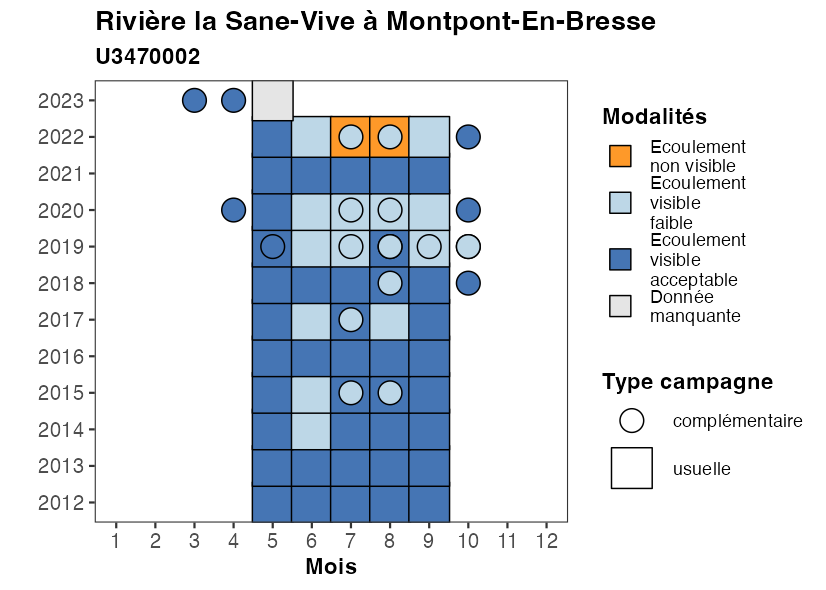 Rivière la Sane-Vive à Montpont-En-Bresse
U3470002
2023
2022
2021
2020
2019
2018
2017
2016
2015
2014
2013
2012
1 2 3 4 5 6 7 8 9 10 11 12
Mois
Modalités
Ecoulement
non visible
Ecoulement
visible
faible
Ecoulement
visible
acceptable
Donnée
manquante
Type campagne
complémentaire
usuelle